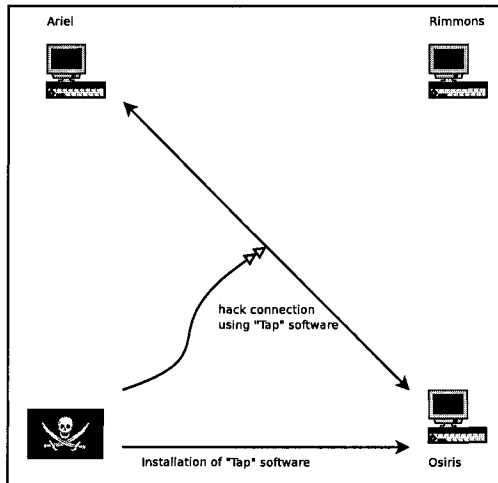 Ariel
Rimmons
hack connection
using "Tap" software
Installation of "Tap" software
Osiris